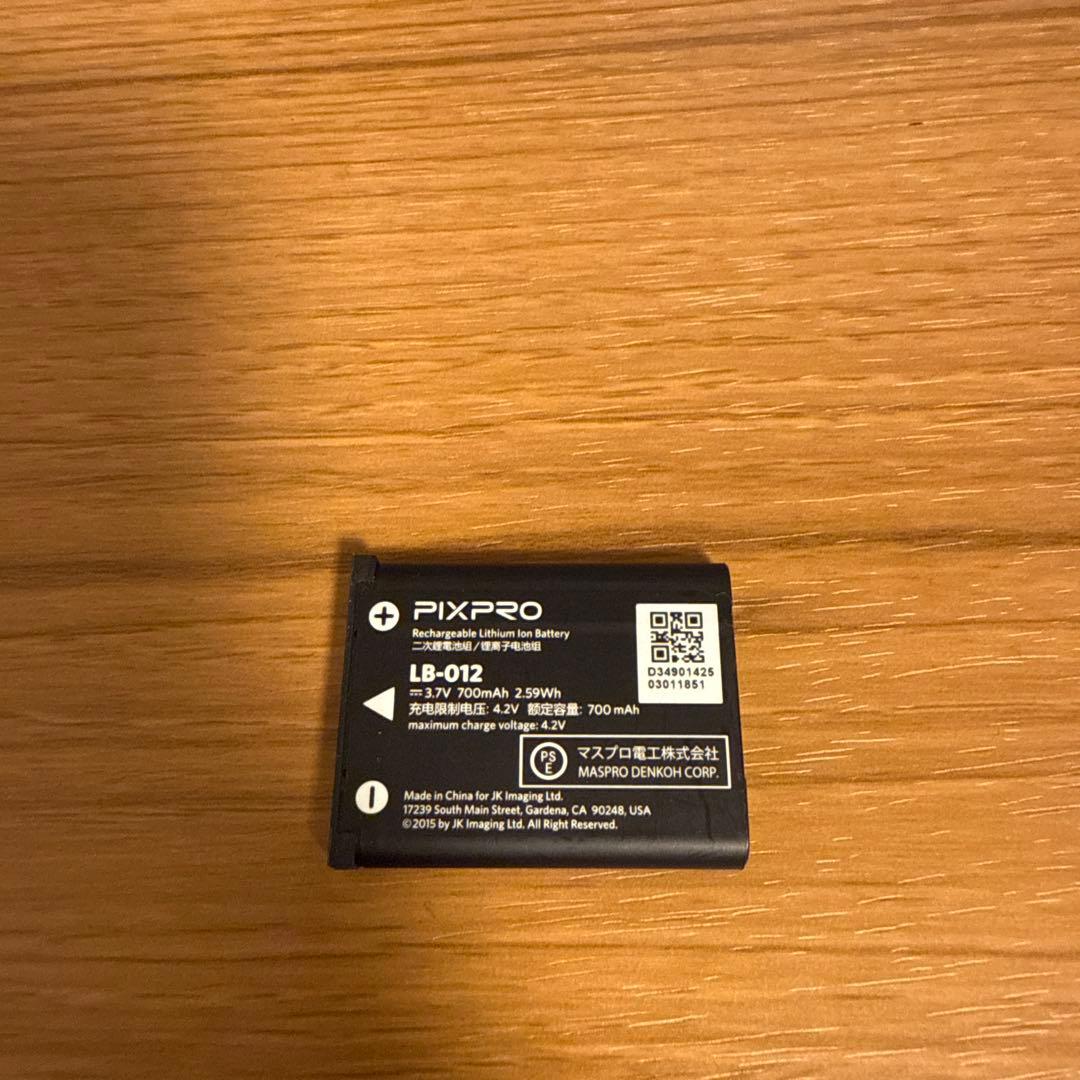 PIXPRO
Rechargeable Lithium Ion Battery
二次鋰電池組/锂离子电池组
LB-012
3.7V 700mAh 2.59Wh
充电限制电压: 4.2V 额定容量: 700 mAh
maximum charge voltage: 4.2V
D34901425
03011851
PS
E
マスプロ電工株式会社
MASPRO DENKOH CORP.
Made in China for JK Imaging Ltd.
17239 South Main Street, Gardena, CA 90248, USA
©2015 by JK Imaging Ltd. All Right Reserved.